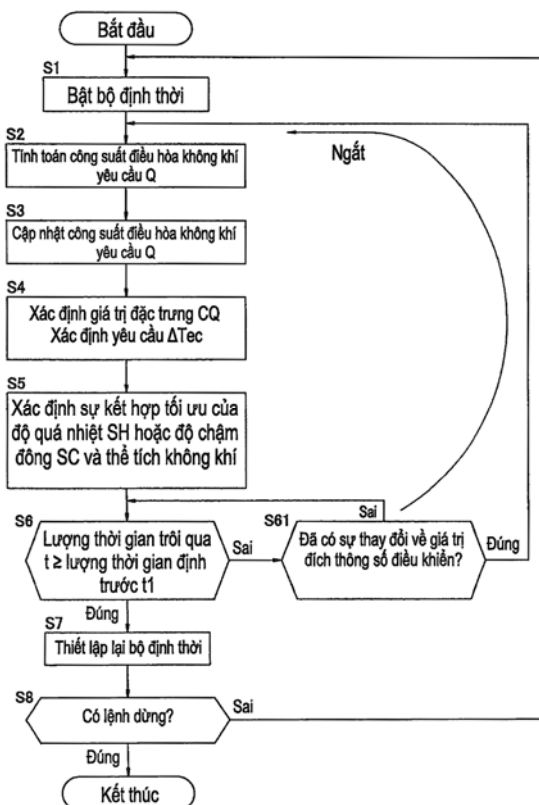 Bắt đầu
S1
Bật bộ định thời
S2
Tính toán công suất điều hòa không khí
yêu cầu Q
Ngắt
S3
Cập nhật công suất điều hòa không khí
yêu cầu Q
S4
Xác định giá trị đặc trưng CQ
Xác định yêu cầu ΔTec
S5
Xác định sự kết hợp tối ưu của
độ quá nhiệt SH hoặc độ chậm
đông SC và thể tích không khí
S6
Lượng thời gian trôi qua
t ≥ lượng thời gian định
trước t1
Sai
S61
Sai
Đã có sự thay đổi về giá trị
đích thông số điều khiển?
Đúng
Đúng
S7
Thiết lập lại bộ định thời
S8
Có lệnh dừng?
Sai
Đúng
Kết thúc